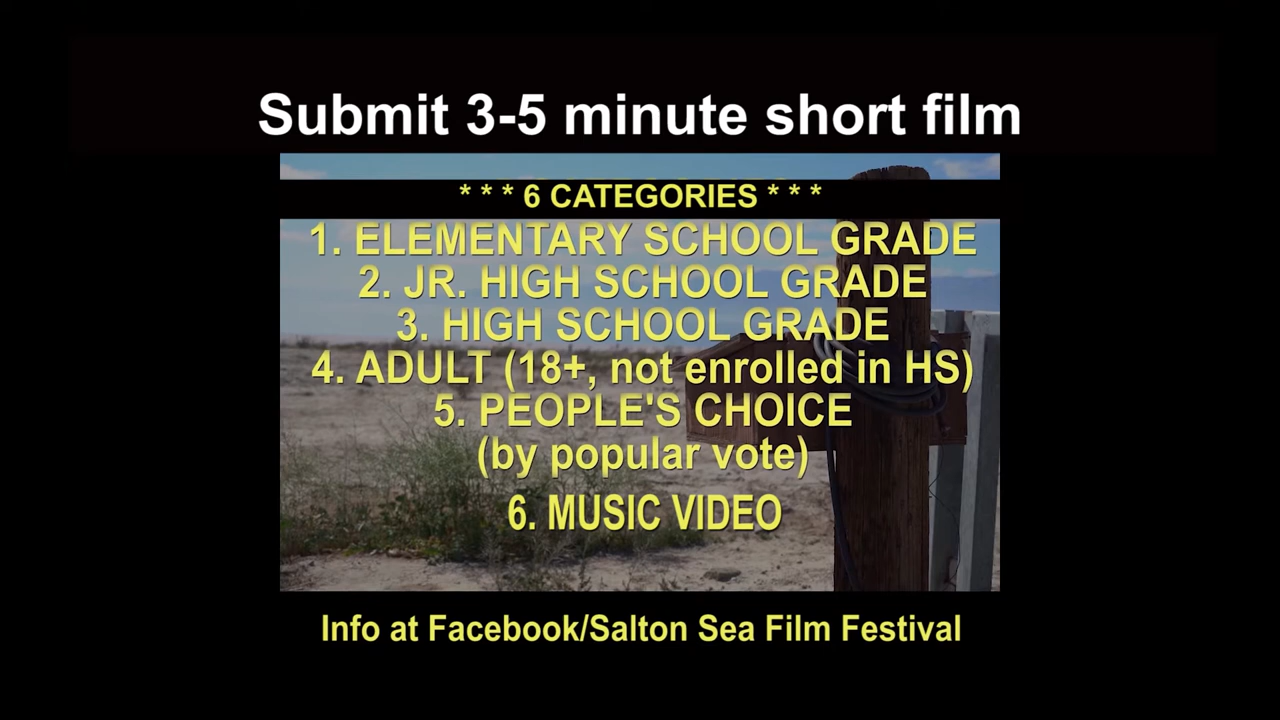 Submit 3-5 minute short film
* * * 6 CATEGORIES * * *
1. ELEMENTARY SCHOOL GRADE
2. JR. HIGH SCHOOL GRADE
3. HIGH SCHOOL GRADE
4. ADULT (18+, not enrolled in HS)
5. PEOPLE'S CHOICE
(by popular vote)
6. MUSIC VIDEO
Info at Facebook/Salton Sea Film Festival